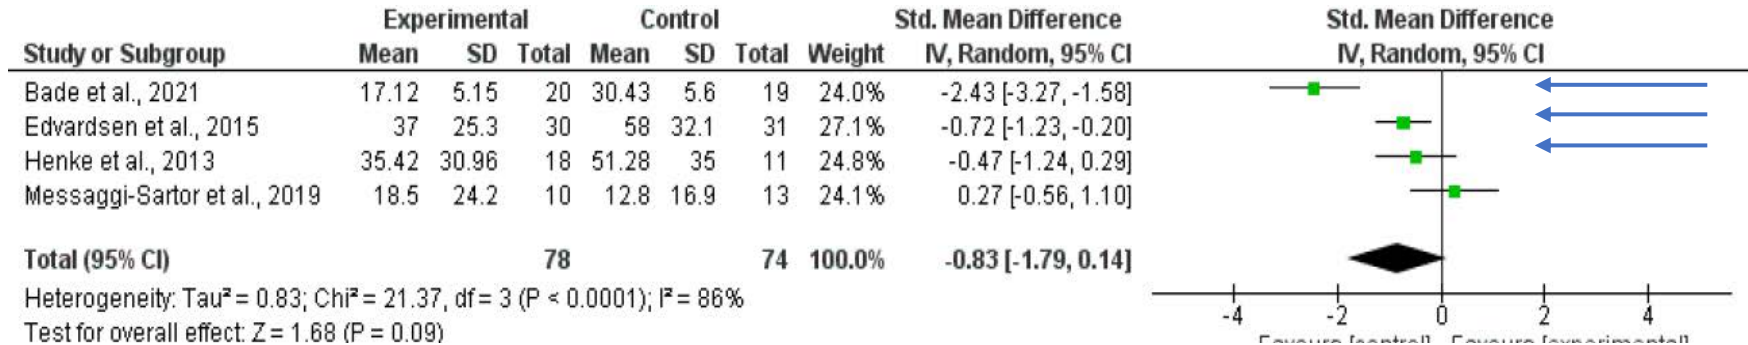 Experimental Control Std. Mean Difference Std. Mean Difference
Study or Subgroup Mean SD Total Mean SD Total Weight IV, Random, 95% CI IV, Random, 95% CI
Bade et al., 2021 17.12 5.15 20 30.43 5.6 19 24.0% -2.43 [-3.27, -1.58]
Edvardsen et al., 2015 37 25.3 30 58 32.1 31 27.1% -0.72 [-1.23, -0.20]
Henke et al., 2013 35.42 30.96 18 51.28 35 11 24.8% -0.47 [-1.24, 0.29]
Messaggi-Sartor et al., 2019 18.5 24.2 10 12.8 16.9 13 24.1% 0.27 [-0.56, 1.10]
Total (95% CI) 78 74 100.0% -0.83 [-1.79, 0.14]
Heterogeneity: Tau² = 0.83; Chi² = 21.37, df = 3 (P < 0.0001); I² = 86%
Test for overall effect: Z = 1.68 (P = 0.09)
-4 -2 0 2 4
Favours [control] Favours [experimental]